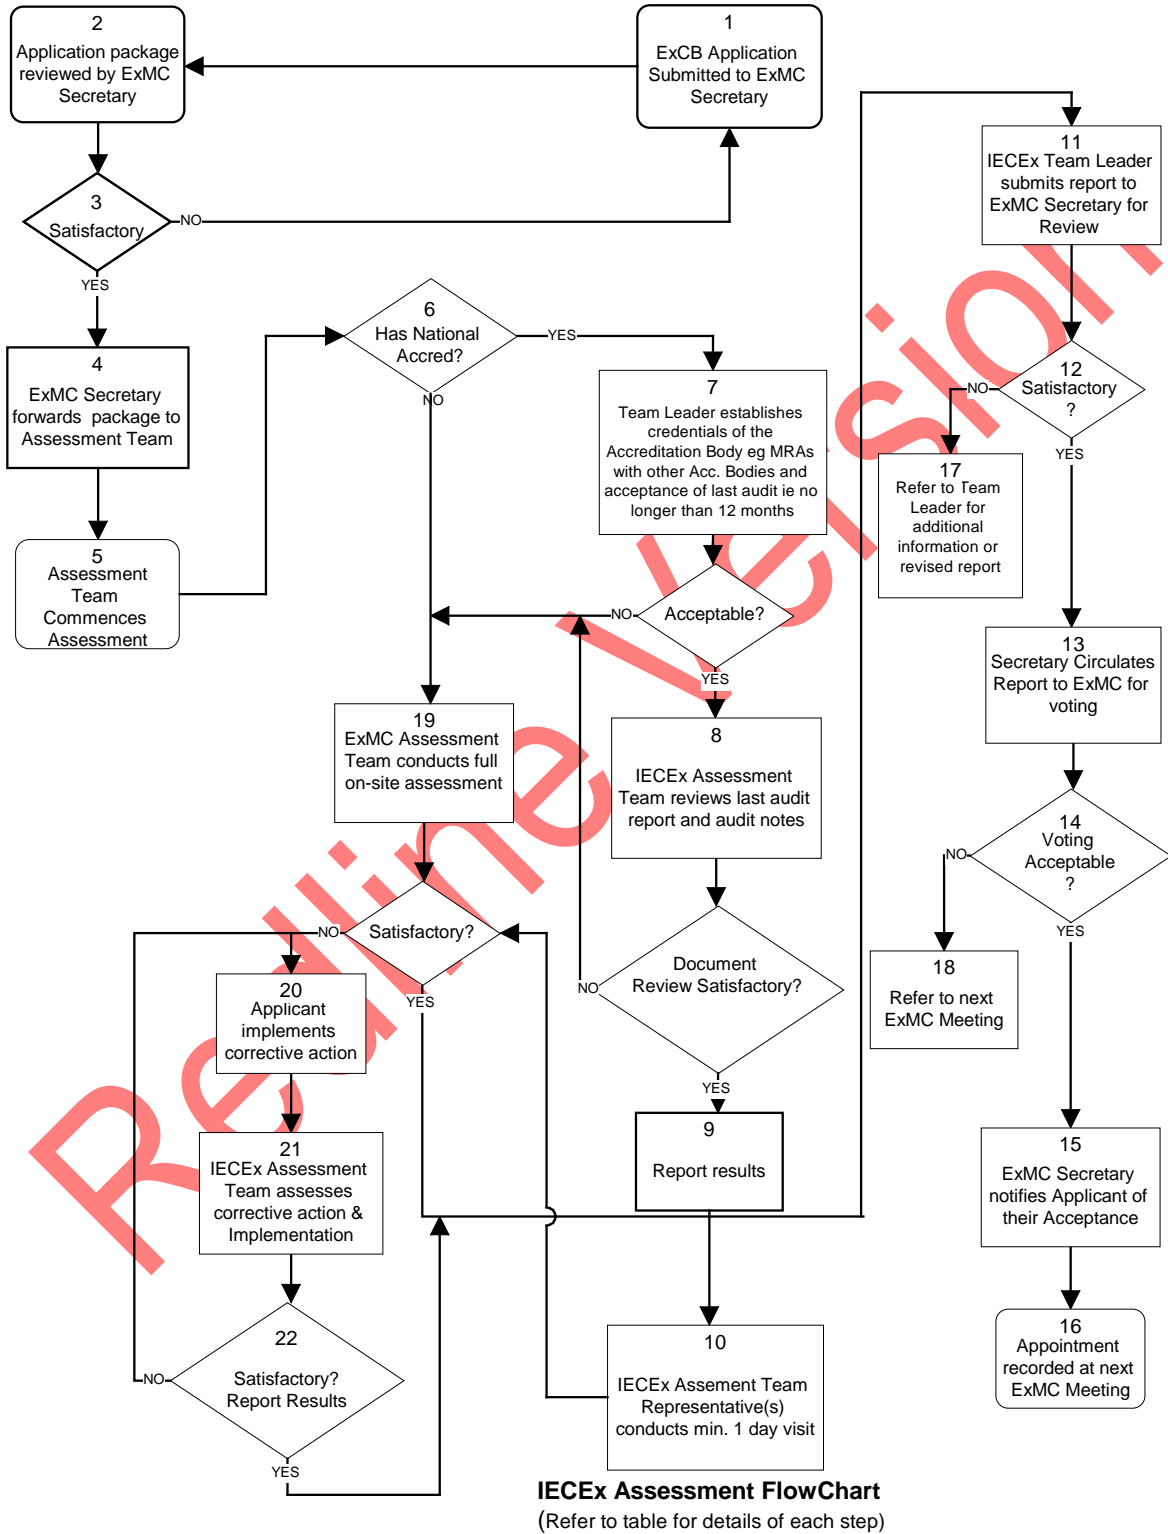 2
Application package
reviewed by ExMC
Secretary
1
ExCB Application
Submitted to ExMC
Secretary
3
Satisfactory
NO
YES
4
ExMC Secretary
forwards package to
Assessment Team
5
Assessment
Team
Commences
Assessment
6
Has National
Accred?
YES
NO
7
Team Leader establishes
credentials of the
Accreditation Body eg MRAs
with other Acc. Bodies and
acceptance of last audit ie no
longer than 12 months
Acceptable?
NO
YES
8
IECEx Assessment
Team reviews last audit
report and audit notes
Document
Review Satisfactory?
NO
YES
9
Report results
10
IECEx Assement Team
Representative(s)
conducts min. 1 day visit
11
IECEx Team Leader
submits report to
ExMC Secretary for
Review
12
Satisfactory
?
NO
YES
17
Refer to Team
Leader for
additional
information or
revised report
13
Secretary Circulates
Report to ExMC for
voting
14
Voting
Acceptable
?
NO
YES
18
Refer to next
ExMC Meeting
15
ExMC Secretary
notifies Applicant of
their Acceptance
16
Appointment
recorded at next
ExMC Meeting
19
ExMC Assessment
Team conducts full
on-site assessment
Satisfactory?
NO
YES
20
Applicant
implements
corrective action
21
IECEx Assessment
Team assesses
corrective action &
Implementation
22
Satisfactory?
Report Results
NO
YES
IECEx Assessment FlowChart
(Refer to table for details of each step)
Redline Version